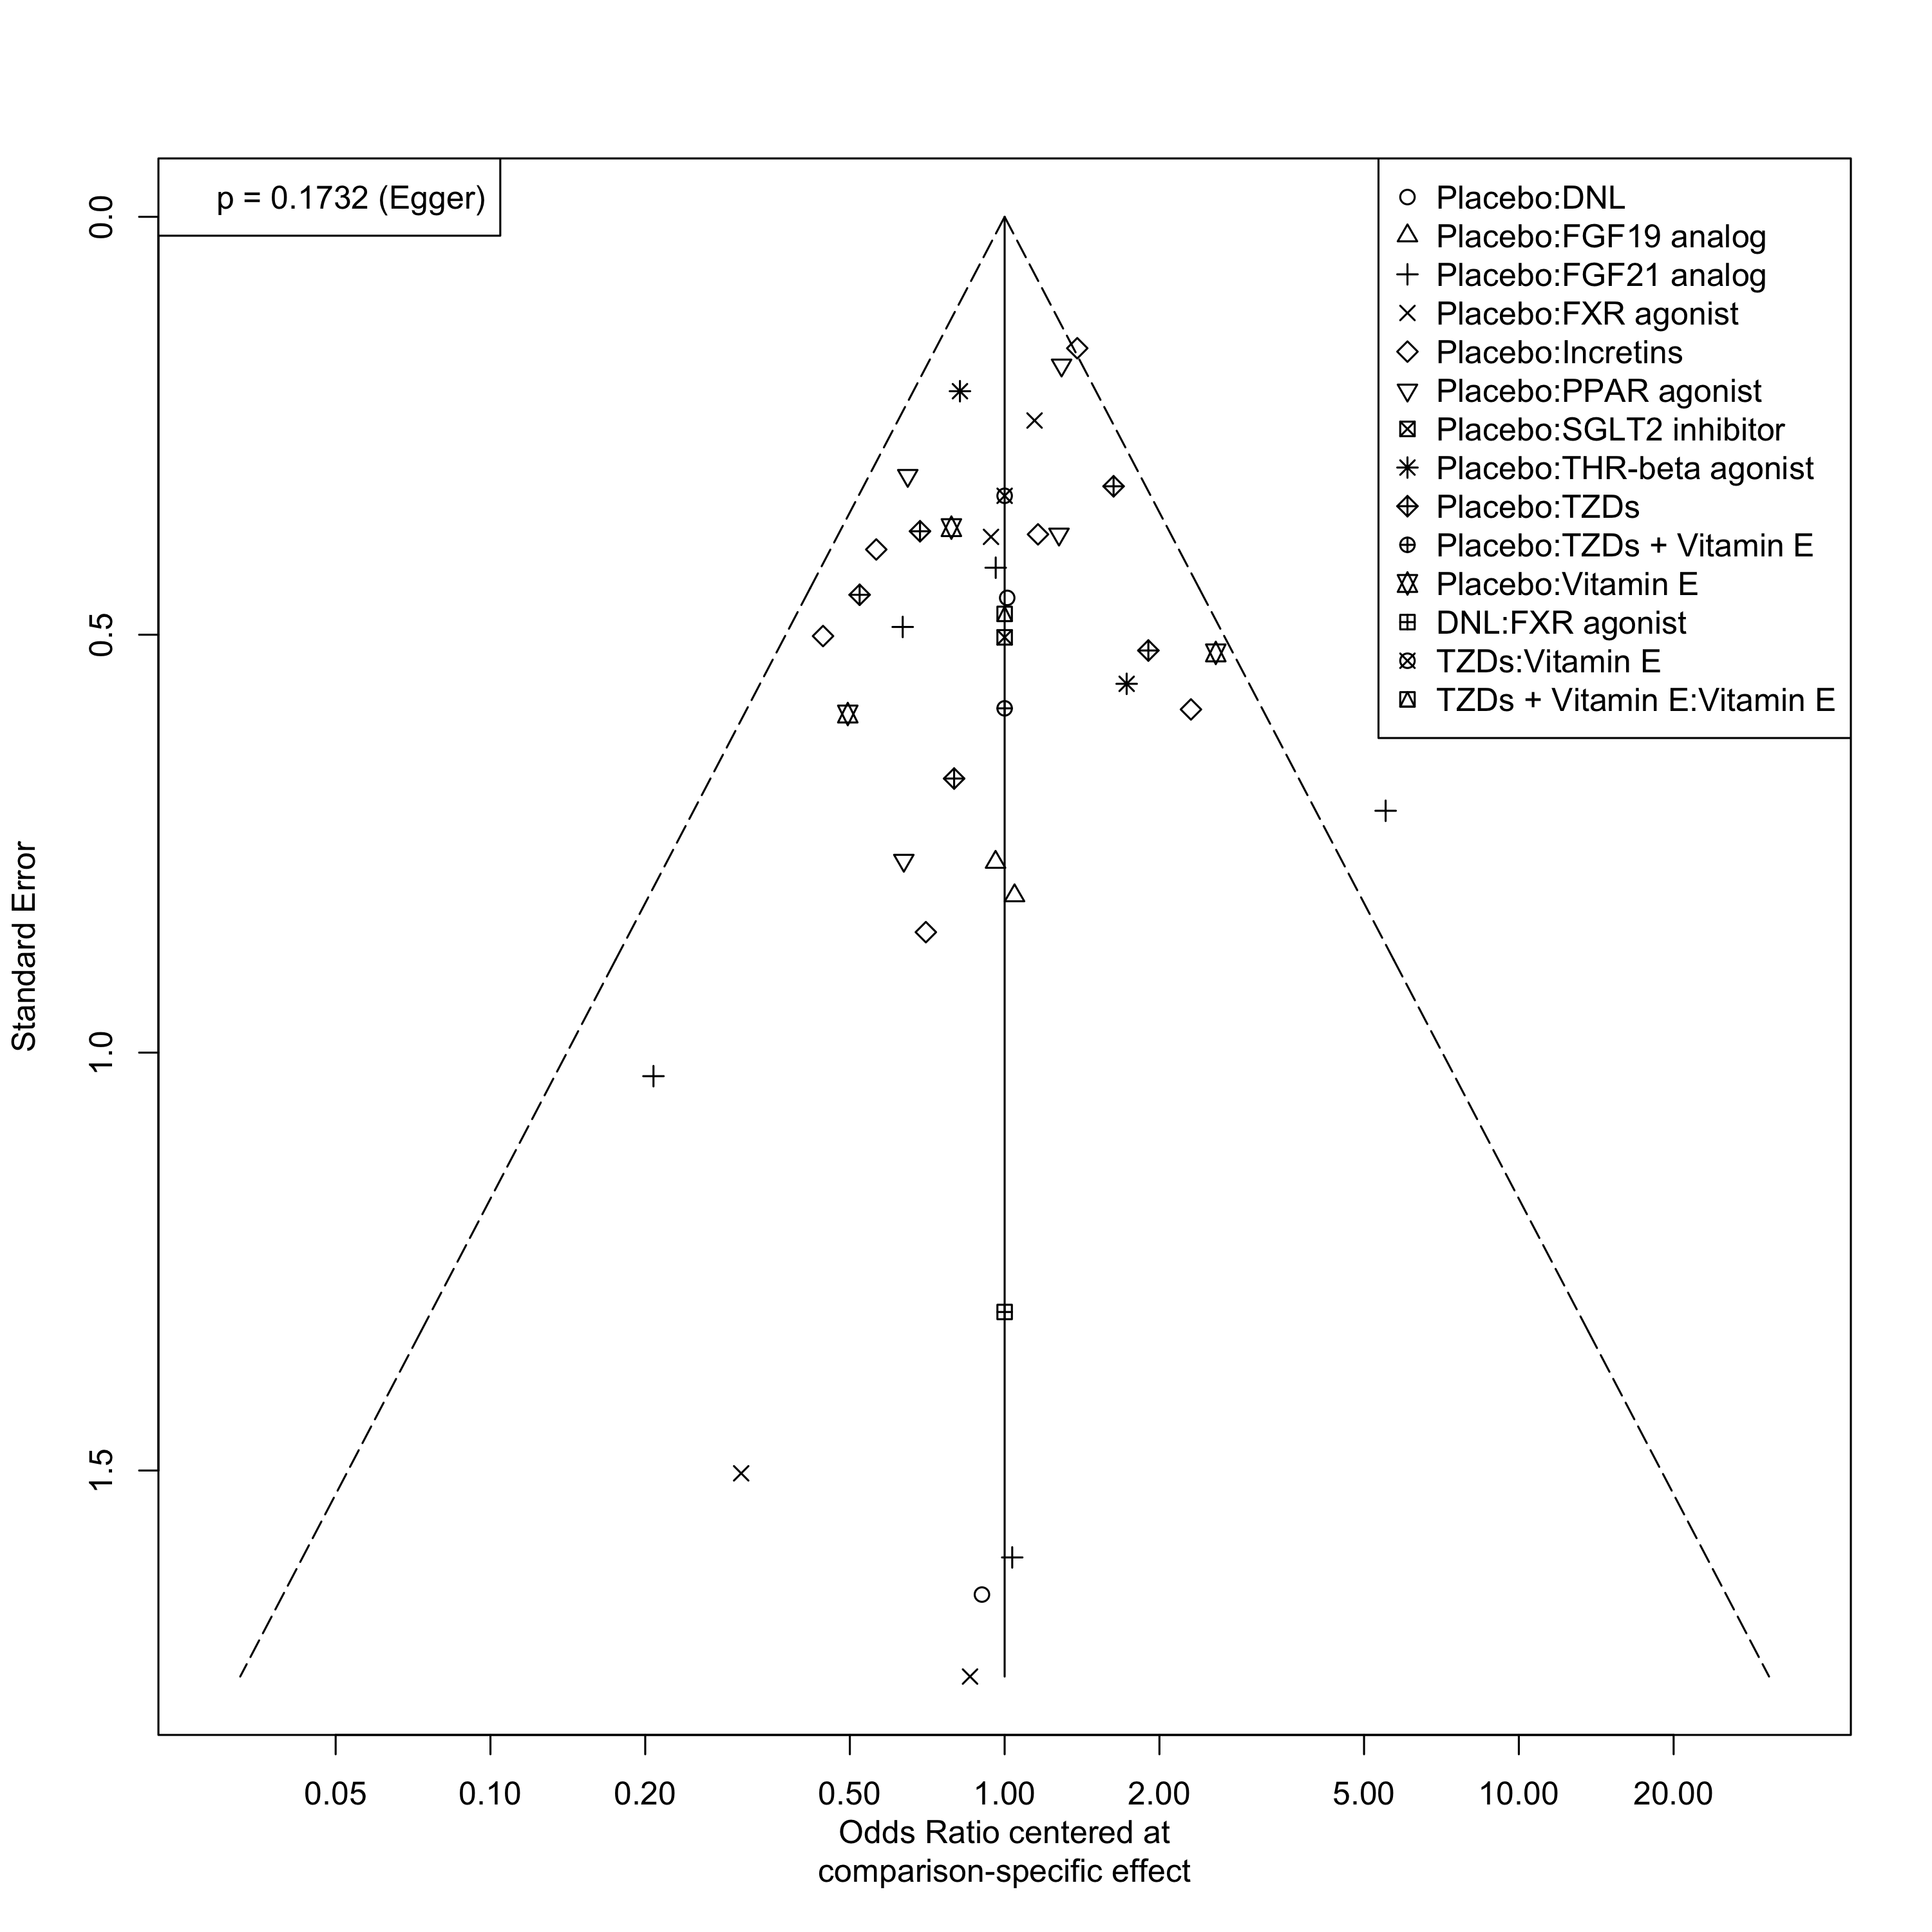 p = 0.1732 (Egger)
Placebo:DNL
Placebo:FGF19 analog
Placebo:FGF21 analog
Placebo:FXR agonist
Placebo:Incretins
Placebo:PPAR agonist
Placebo:SGLT2 inhibitor
Placebo:THR-beta agonist
Placebo:TZDs
Placebo:TZDs + Vitamin E
Placebo:Vitamin E
DNL:FXR agonist
TZDs:Vitamin E
TZDs + Vitamin E:Vitamin E
Standard Error
0.0
0.5
1.0
1.5
0.05 0.10 0.20 0.50 1.00 2.00 5.00 10.00 20.00
Odds Ratio centered at
comparison-specific effect